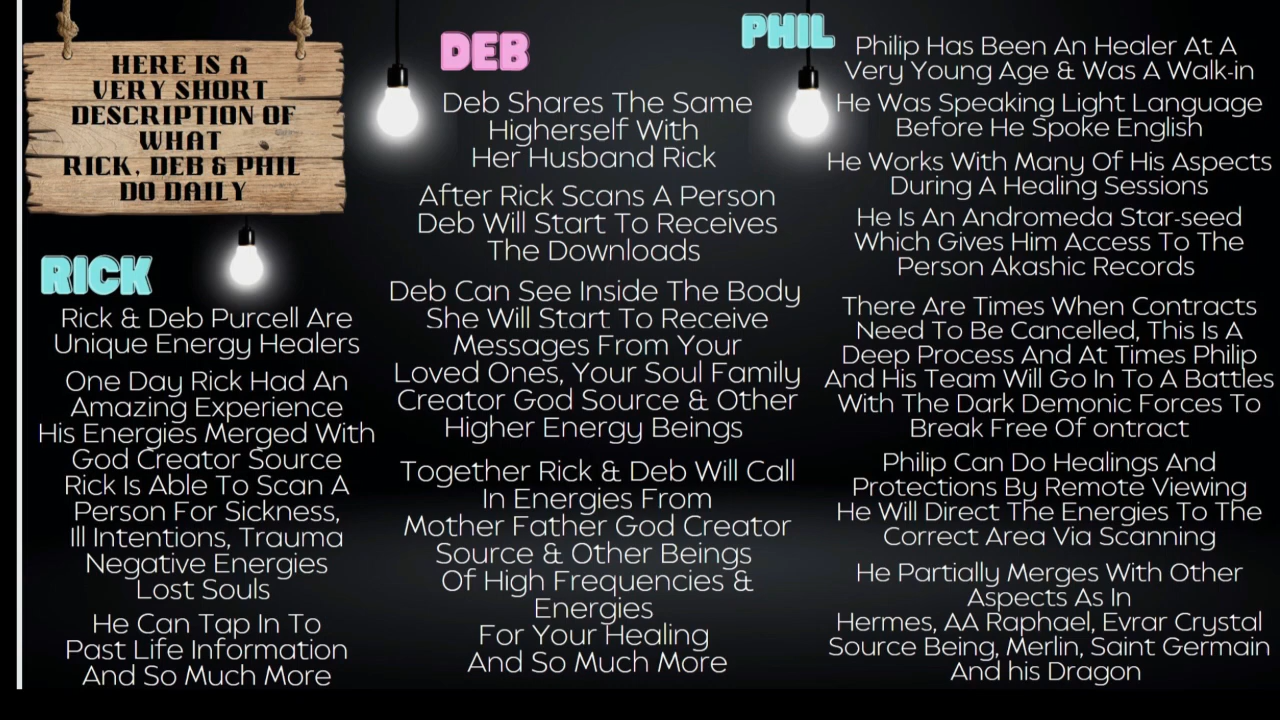 HERE IS A
VERY SHORT
DESCRIPTION OF
WHAT
RICK, DEB & PHIL
DO DAILY
RICK
Rick & Deb Purcell Are
Unique Energy Healers
One Day Rick Had An
Amazing Experience
His Energies Merged With
God Creator Source
Rick Is Able To Scan A
Person For Sickness,
Ill Intentions, Trauma
Negative Energies
Lost Souls
He Can Tap In To
Past Life Information
And So Much More
DEB
Deb Shares The Same
Higherself With
Her Husband Rick
After Rick Scans A Person
Deb Will Start To Receives
The Downloads
Deb Can See Inside The Body
She Will Start To Receive
Messages From Your
Loved Ones, Your Soul Family
Creator God Source & Other
Higher Energy Beings
Together Rick & Deb Will Call
In Energies From
Mother Father God Creator
Source & Other Beings
Of High Frequencies &
Energies
For Your Healing
And So Much More
PHIL
Philip Has Been An Healer At A
Very Young Age & Was A Walk-in
He Was Speaking Light Language
Before He Spoke English
He Works With Many Of His Aspects
During A Healing Sessions
He Is An Andromeda Star-seed
Which Gives Him Access To The
Person Akashic Records
There Are Times When Contracts
Need To Be Cancelled, This Is A
Deep Process And At Times Philip
And His Team Will Go In To A Battles
With The Dark Demonic Forces To
Break Free Of ontract
Philip Can Do Healings And
Protections By Remote Viewing
He Will Direct The Energies To The
Correct Area Via Scanning
He Partially Merges With Other
Aspects As In
Hermes, AA Raphael, Evrar Crystal
Source Being, Merlin, Saint Germain
And his Dragon